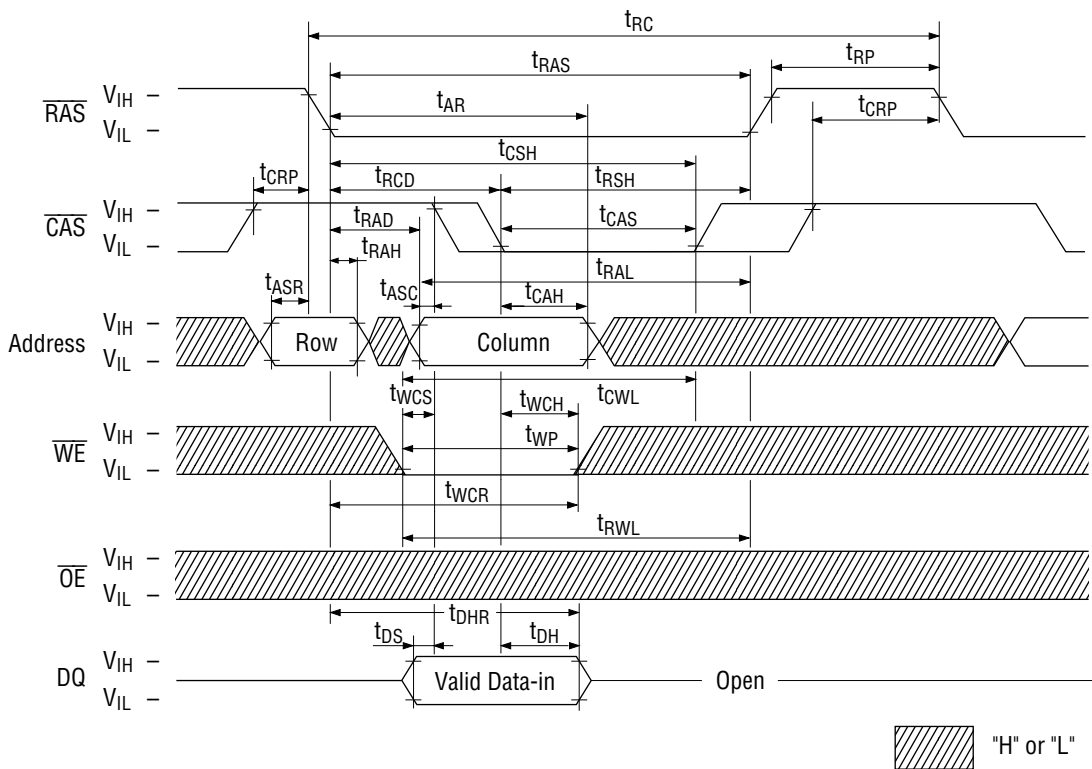 tRC
tRAS
tRP
RAS
VIH
VIL
tAR
tCRP
tCSH
tCRP
tRCD
tRSH
CAS
VIH
VIL
tRAD
tCAS
tRAH
tRAL
tASR
tASC
tCAH
Address
VIH
VIL
Row
Column
tWCS
tCWL
tWCH
WE
VIH
VIL
tWP
tWCR
tRWL
OE
VIH
VIL
tDHR
tDS
tDH
DQ
VIH
VIL
Valid Data-in
Open
"H" or "L"